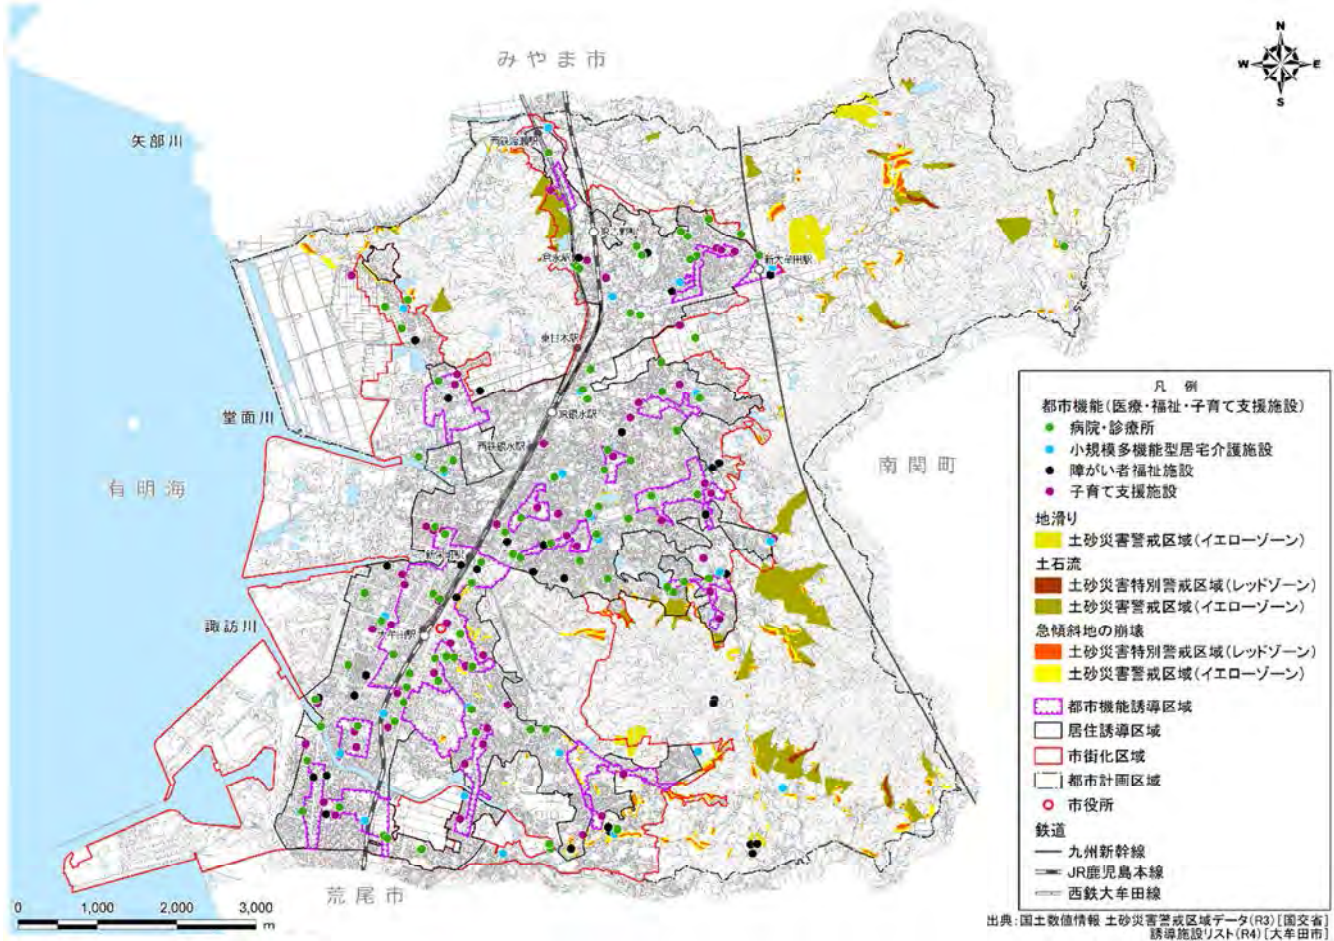 みやま市
N
W
E
S
矢部川
西鉄渡瀬駅
新大牟田駅
東甘木駅
堂面川
JR銀水駅
西鉄銀水駅
有明海
南関町
新栄町駅
諏訪川
大牟田駅
荒尾市
凡 例
都市機能(医療・福祉・子育て支援施設)
病院・診療所
小規模多機能型居宅介護施設
障がい者福祉施設
子育て支援施設
地滑り
土砂災害警戒区域(イエローゾーン)
土石流
土砂災害特別警戒区域(レッドゾーン)
土砂災害警戒区域(イエローゾーン)
急傾斜地の崩壊
土砂災害特別警戒区域(レッドゾーン)
土砂災害警戒区域(イエローゾーン)
都市機能誘導区域
居住誘導区域
市街化区域
都市計画区域
市役所
鉄道
九州新幹線
JR鹿児島本線
西鉄大牟田線
0 1,000 2,000 3,000
m
出典:国土数値情報 土砂災害警戒区域データ(R3)[国交省]
誘導施設リスト(R4)[大牟田市]